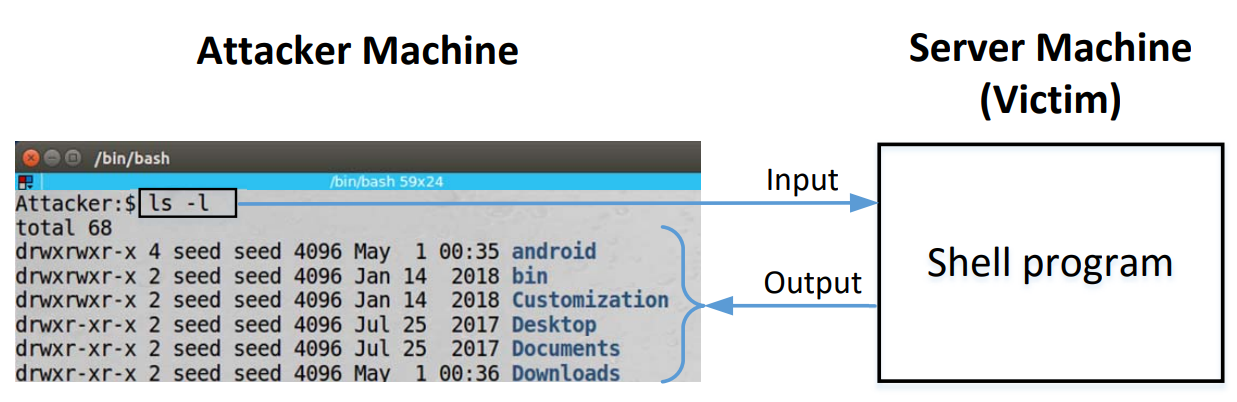 Attacker Machine
Server Machine
(Victim)
/bin/bash
/bin/bash 59x24
Attacker:$ ls -l
total 68
drwxrwxr-x 4 seed seed 4096 May  1 00:35 android
drwxrwxr-x 2 seed seed 4096 Jan 14  2018 bin
drwxrwxr-x 2 seed seed 4096 Jan 14  2018 Customization
drwxr-xr-x 2 seed seed 4096 Jul 25  2017 Desktop
drwxr-xr-x 2 seed seed 4096 Jul 25  2017 Documents
drwxr-xr-x 2 seed seed 4096 May  1 00:36 Downloads
Input
Output
Shell program